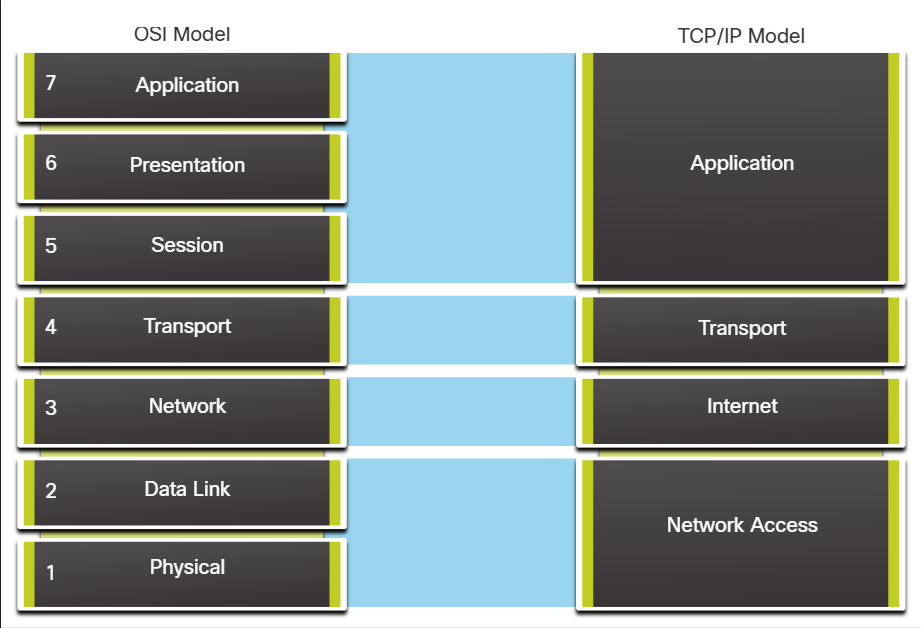 OSI Model
TCP/IP Model
7 Application
6 Presentation
5 Session
4 Transport
3 Network
2 Data Link
1 Physical
Application
Transport
Internet
Network Access